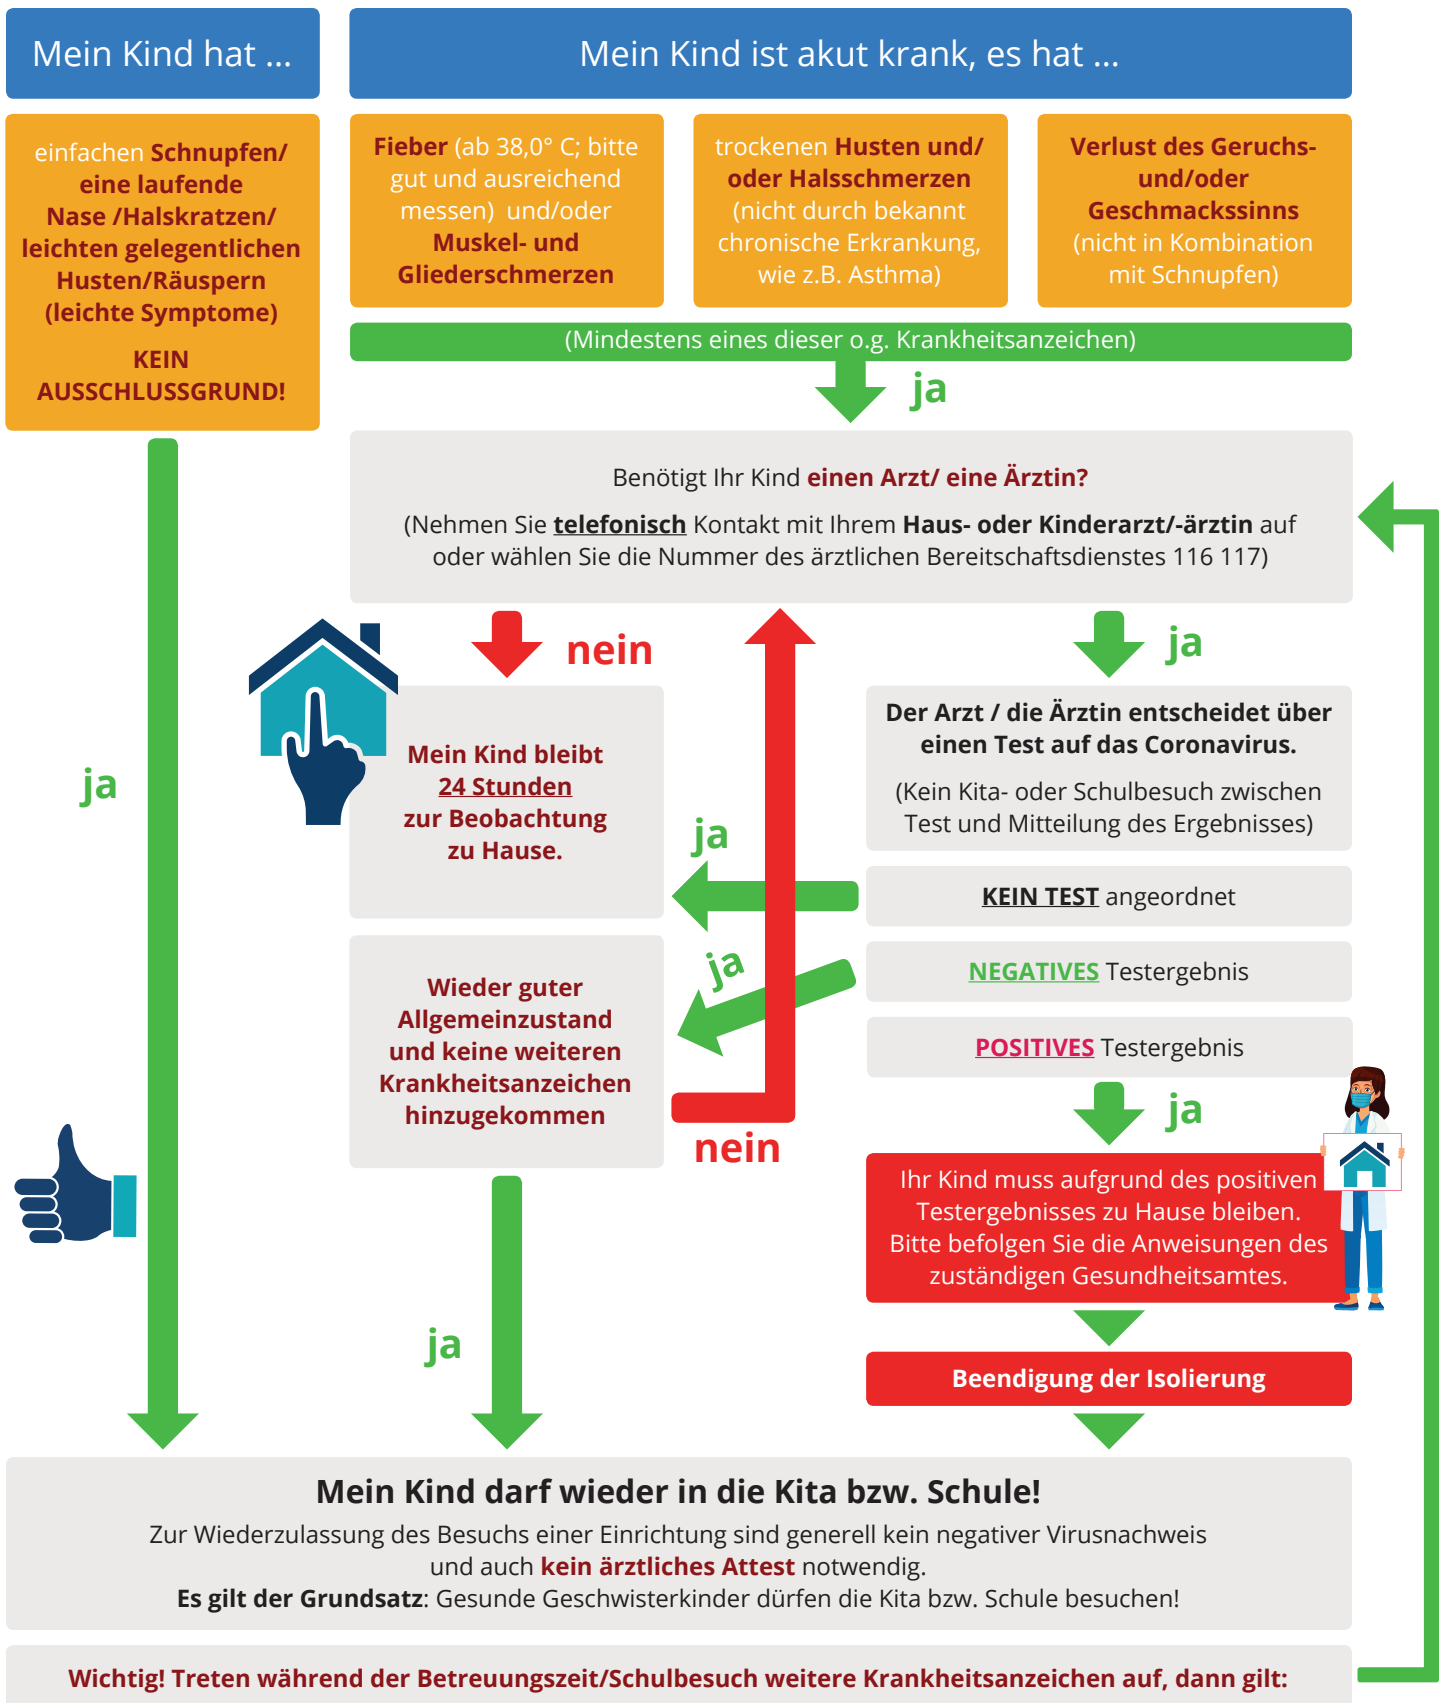 Mein Kind hat ...
Mein Kind ist akut krank, es hat ...
einfachen Schnupfen/
eine laufende
Nase /Halskratzen/
leichten gelegentlichen
Husten/Räuspern
(leichte Symptome)
KEIN
AUSSCHLUSSGRUND!
Fieber (ab 38,0° C; bitte
gut und ausreichend
messen) und/oder
Muskel- und
Gliederschmerzen
trockenen Husten und/
oder Halsschmerzen
(nicht durch bekannt
chronische Erkrankung,
wie z.B. Asthma)
Verlust des Geruchs-
und/oder
Geschmackssinns
(nicht in Kombination
mit Schnupfen)
(Mindestens eines dieser o.g. Krankheitsanzeichen)
ja
Benötigt Ihr Kind einen Arzt/ eine Ärztin?
(Nehmen Sie telefonisch Kontakt mit Ihrem Haus- oder Kinderarzt/-ärztin auf
oder wählen Sie die Nummer des ärztlichen Bereitschaftsdienstes 116 117)
nein
ja
Mein Kind bleibt
24 Stunden
zur Beobachtung
zu Hause.
Der Arzt / die Ärztin entscheidet über
einen Test auf das Coronavirus.
(Kein Kita- oder Schulbesuch zwischen
Test und Mitteilung des Ergebnisses)
ja
ja
KEIN TEST angeordnet
ja
NEGATIVES Testergebnis
POSITIVES Testergebnis
Wieder guter
Allgemeinzustand
und keine weiteren
Krankheitsanzeichen
hinzugekommen
nein
ja
Ihr Kind muss aufgrund des positiven
Testergebnisses zu Hause bleiben.
Bitte befolgen Sie die Anweisungen des
zuständigen Gesundheitsamtes.
ja
Beendigung der Isolierung
Mein Kind darf wieder in die Kita bzw. Schule!
Zur Wiederzulassung des Besuchs einer Einrichtung sind generell kein negativer Virusnachweis
und auch kein ärztliches Attest notwendig.
Es gilt der Grundsatz: Gesunde Geschwisterkinder dürfen die Kita bzw. Schule besuchen!
Wichtig! Treten während der Betreuungszeit/Schulbesuch weitere Krankheitsanzeichen auf, dann gilt: